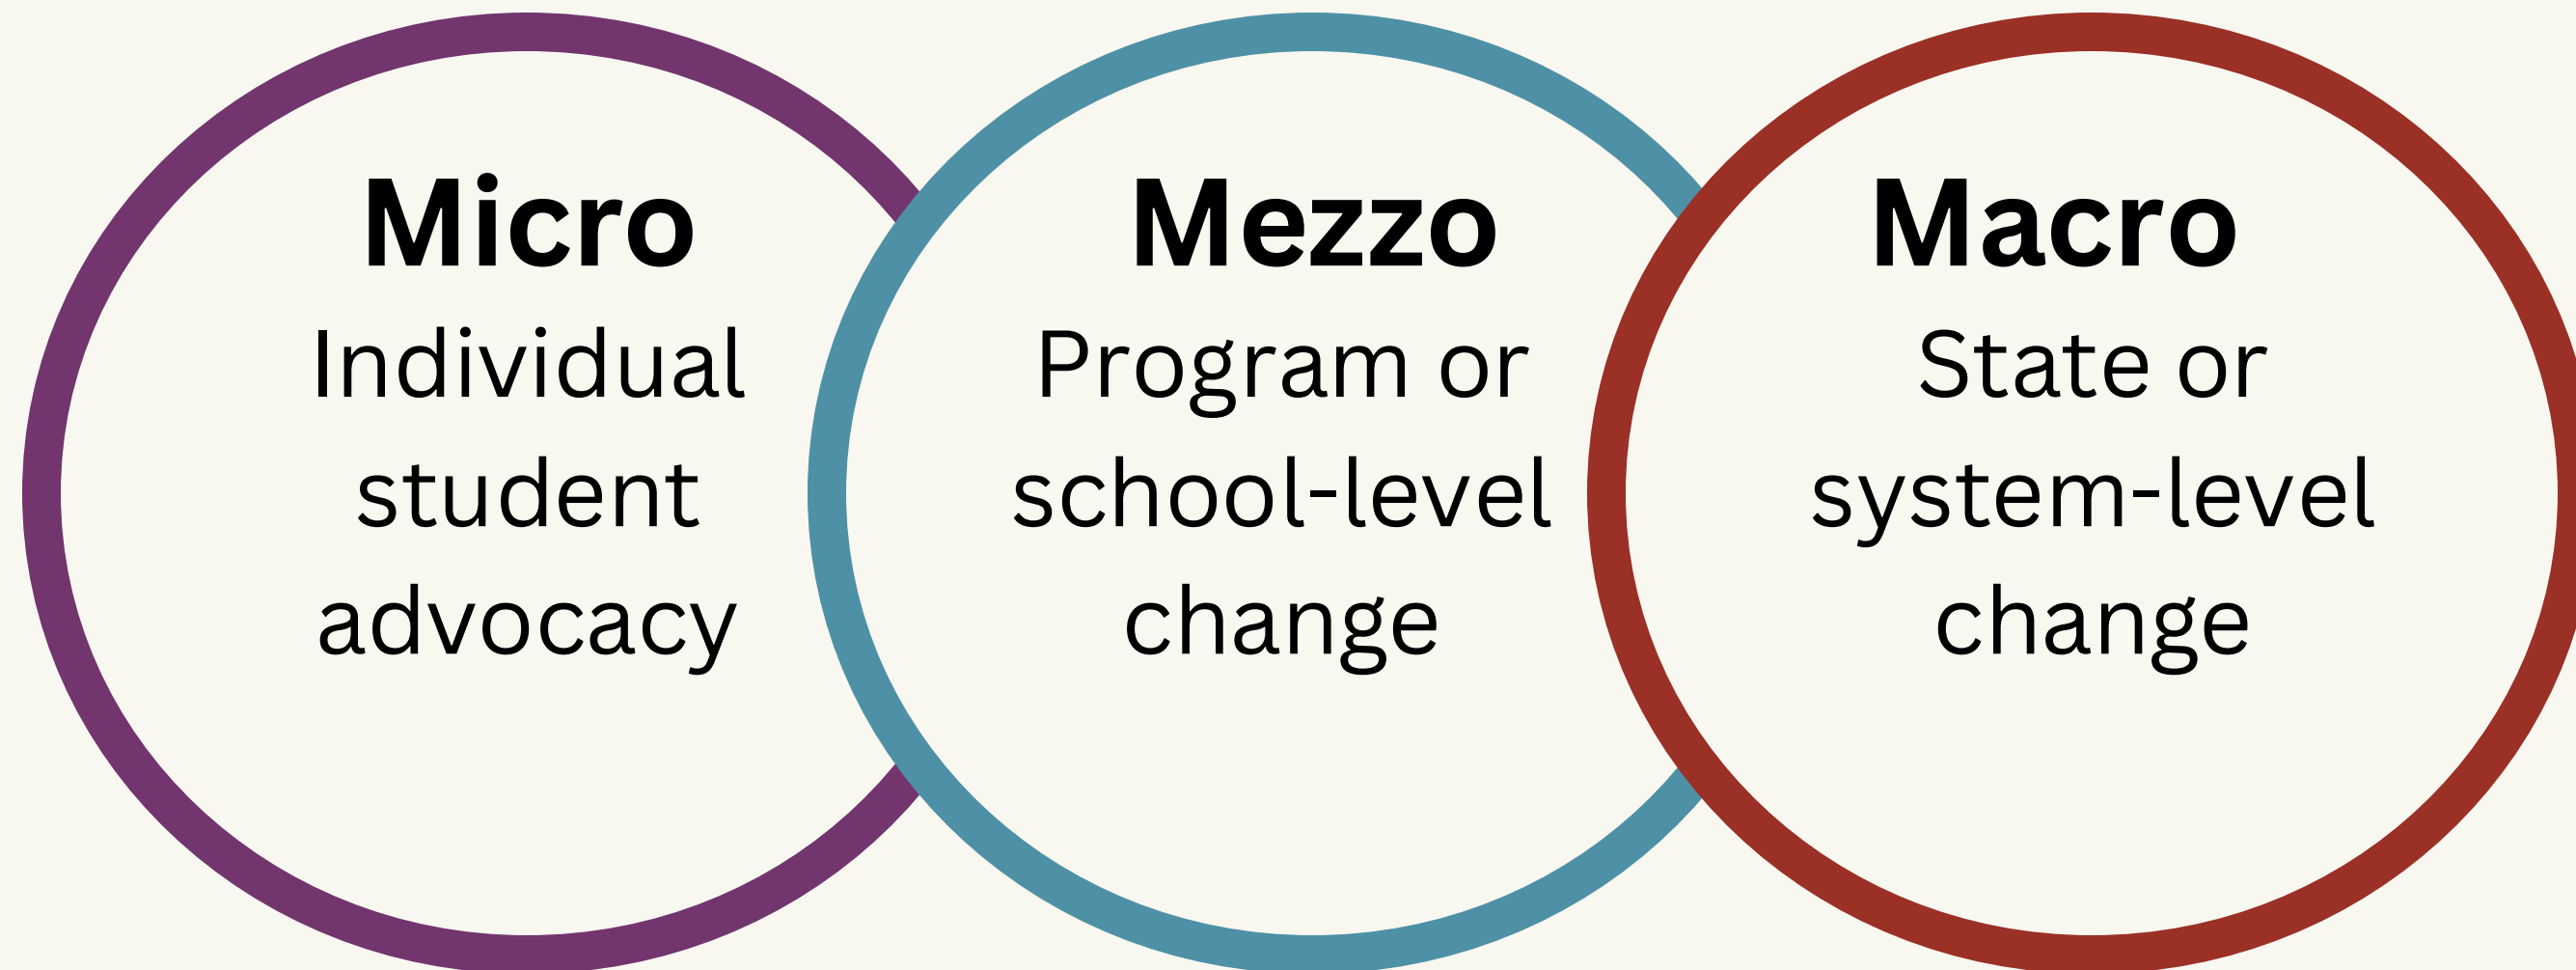 Micro
Individual
student
advocacy
Mezzo
Program or
school-level
change
Macro
State or
system-level
change